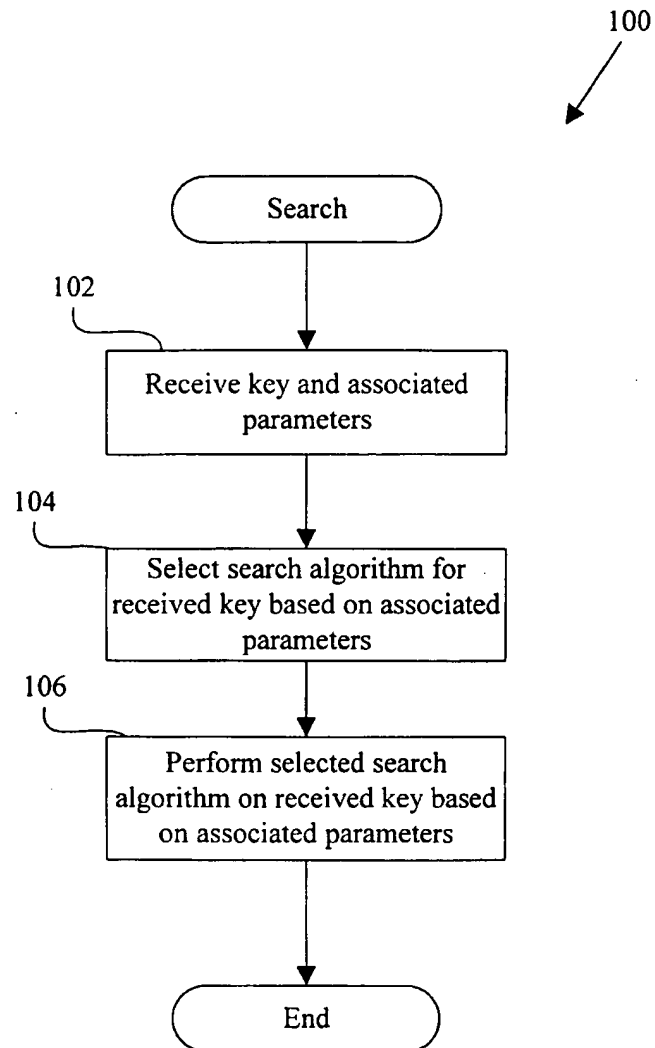 100
Search
102
Receive key and associated
parameters
104
Select search algorithm for
received key based on associated
parameters
106
Perform selected search
algorithm on received key based
on associated parameters
End